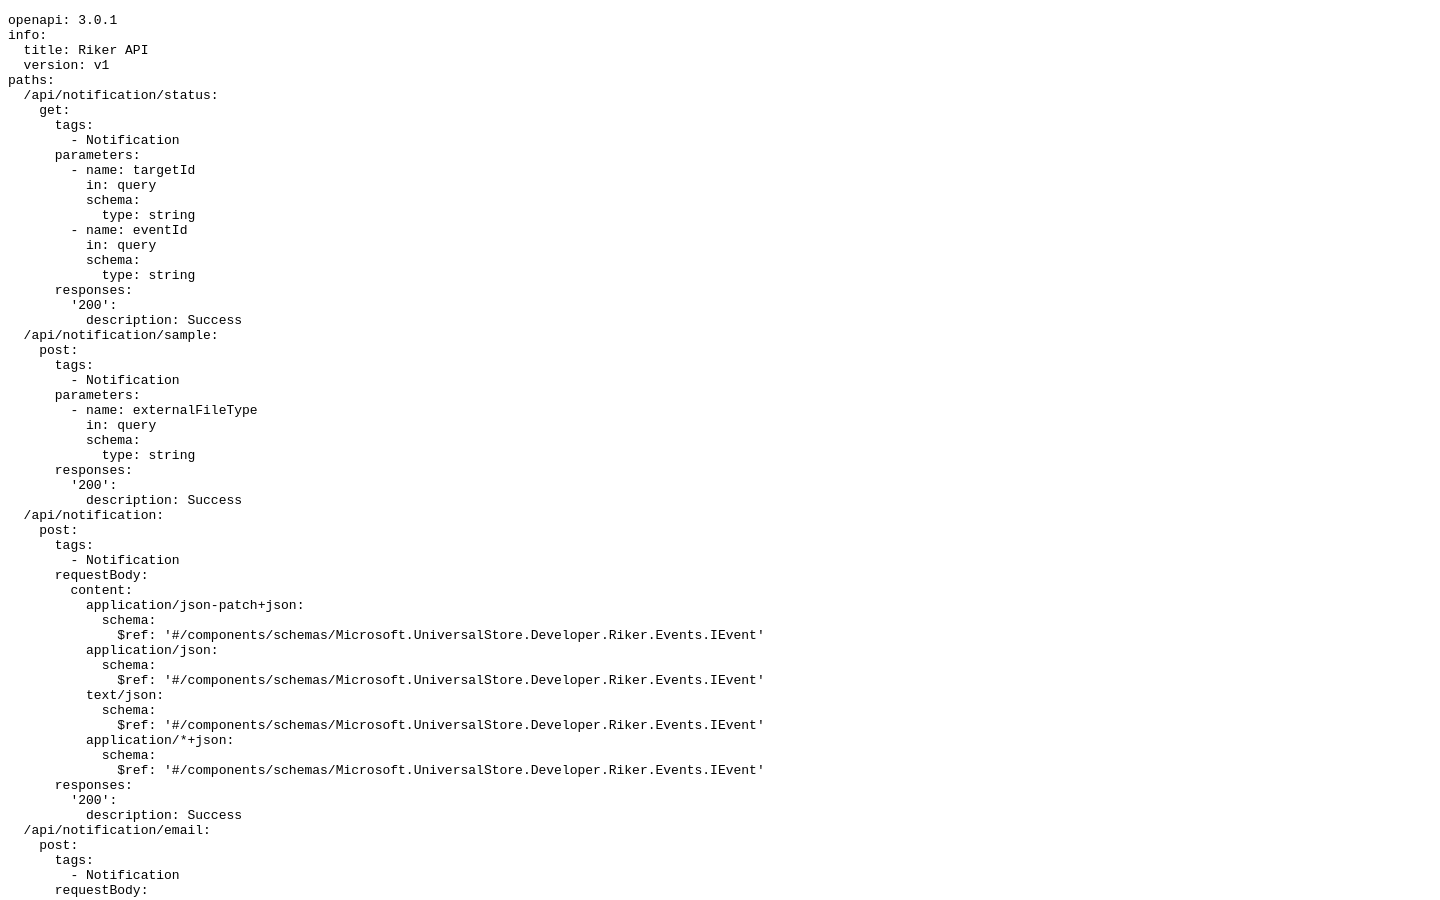 openapi: 3.0.1
info:
  title: Riker API
  version: v1
paths:
  /api/notification/status:
    get:
      tags:
        - Notification
      parameters:
        - name: targetId
          in: query
          schema:
            type: string
        - name: eventId
          in: query
          schema:
            type: string
      responses:
        '200':
          description: Success
  /api/notification/sample:
    post:
      tags:
        - Notification
      parameters:
        - name: externalFileType
          in: query
          schema:
            type: string
      responses:
        '200':
          description: Success
  /api/notification:
    post:
      tags:
        - Notification
      requestBody:
        content:
          application/json-patch+json:
            schema:
              $ref: '#/components/schemas/Microsoft.UniversalStore.Developer.Riker.Events.IEvent'
          application/json:
            schema:
              $ref: '#/components/schemas/Microsoft.UniversalStore.Developer.Riker.Events.IEvent'
          text/json:
            schema:
              $ref: '#/components/schemas/Microsoft.UniversalStore.Developer.Riker.Events.IEvent'
          application/*+json:
            schema:
              $ref: '#/components/schemas/Microsoft.UniversalStore.Developer.Riker.Events.IEvent'
      responses:
        '200':
          description: Success
  /api/notification/email:
    post:
      tags:
        - Notification
      requestBody: